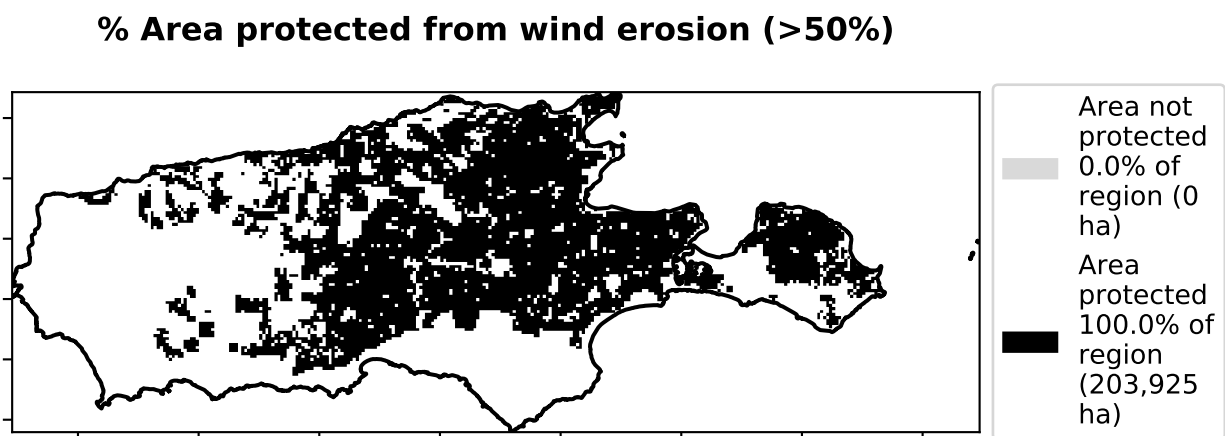 % Area protected from wind erosion (>50%)
Area not
protected
0.0% of
region (0
ha)
Area
protected
100.0% of
region
(203,925
ha)